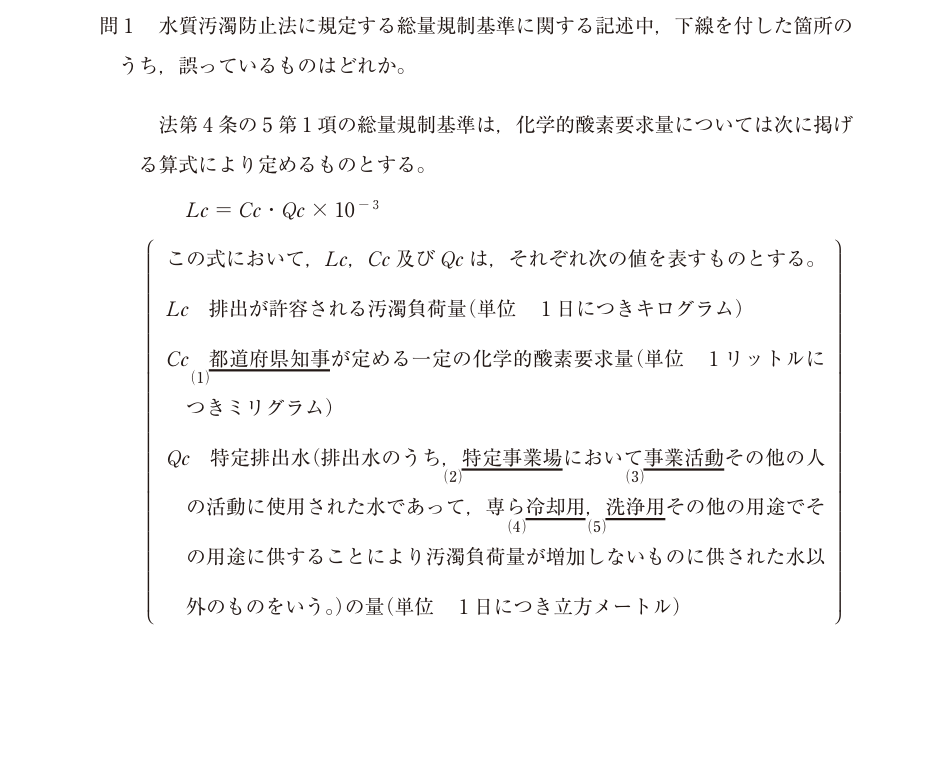 問1 水質汚濁防止法に規定する総量規制基準に関する記述中，下線を付した箇所の
うち，誤っているものはどれか。
法第4条の5第1項の総量規制基準は，化学的酸素要求量については次に掲げ
る算式により定めるものとする。
Lc = Cc・Qc × 10⁻³
この式において，Lc，Cc 及び Qc は，それぞれ次の値を表すものとする。
Lc 排出が許容される汚濁負荷量(単位 1日につきキログラム)
Cc (1)都道府県知事が定める一定の化学的酸素要求量(単位 1リットルに
つきミリグラム)
Qc 特定排出水(排出水のうち，(2)特定事業場において(3)事業活動その他の人
の活動に使用された水であって，専ら(4)冷却用，(5)洗浄用その他の用途でそ
の用途に供することにより汚濁負荷量が増加しないものに供された水以
外のものをいう。)の量(単位 1日につき立方メートル)